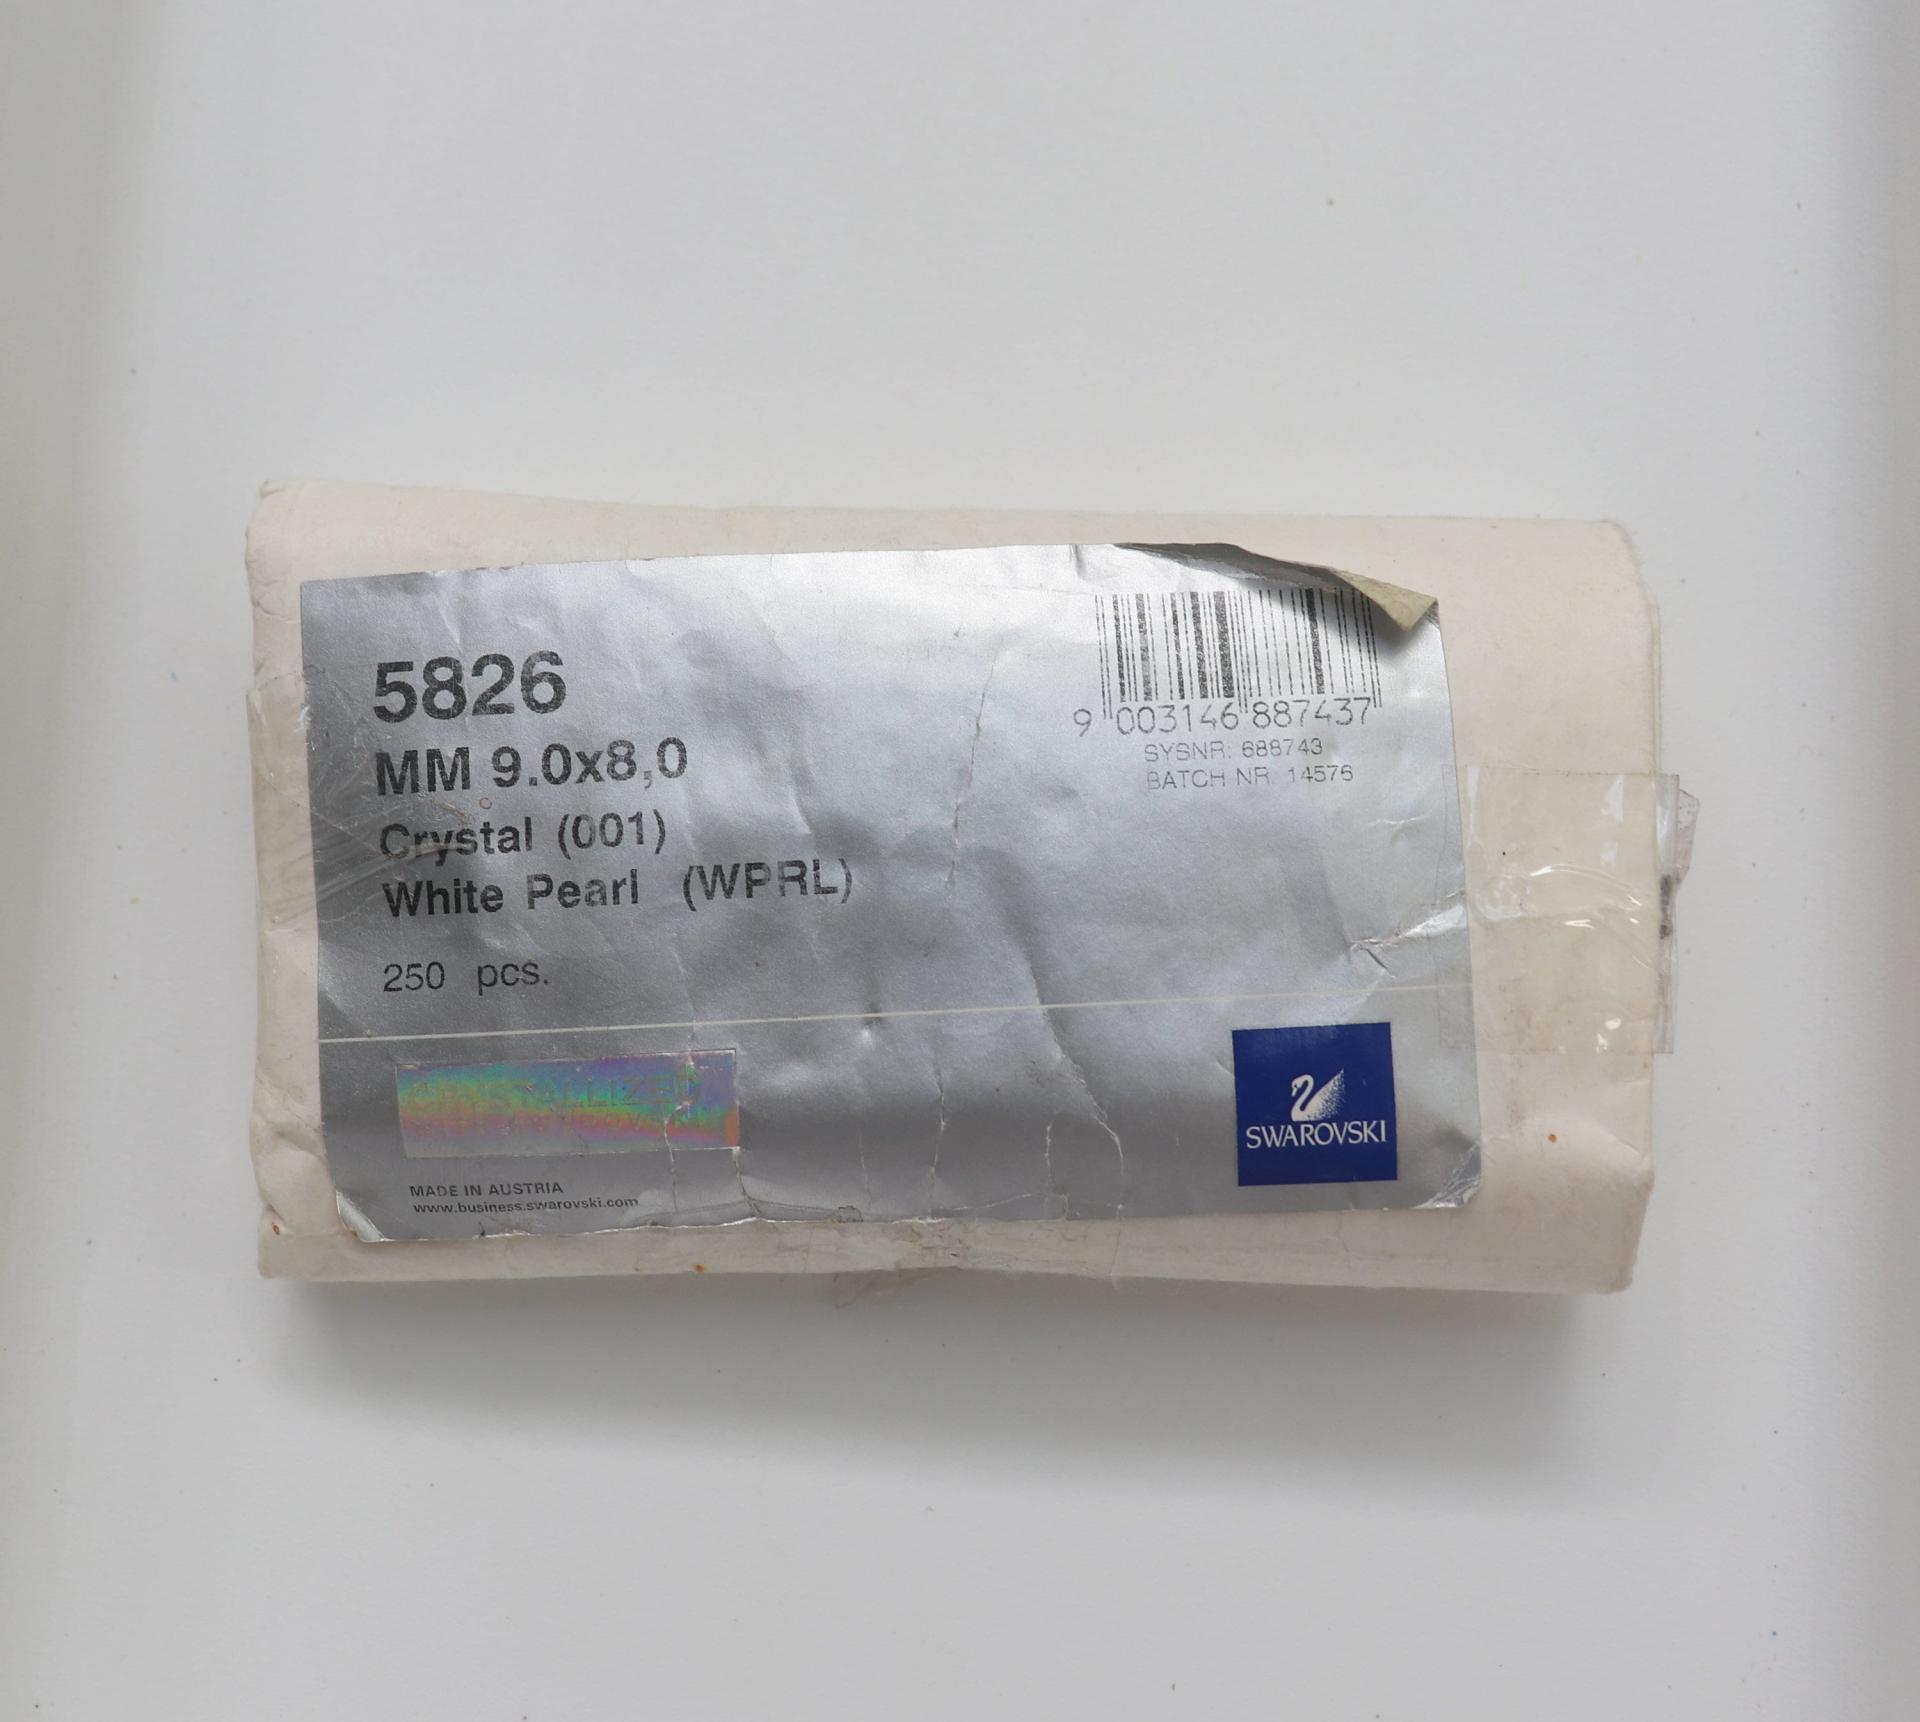 5826
MM 9.0x8,0
Crystal (001)
White Pearl (WPRL)
250 pcs.
9 003146 887437
SYSNR: 688743
BATCH NR. 14576
CRYSTALLIZED
SWAROVSKI
MADE IN AUSTRIA
www.business.swarovski.com